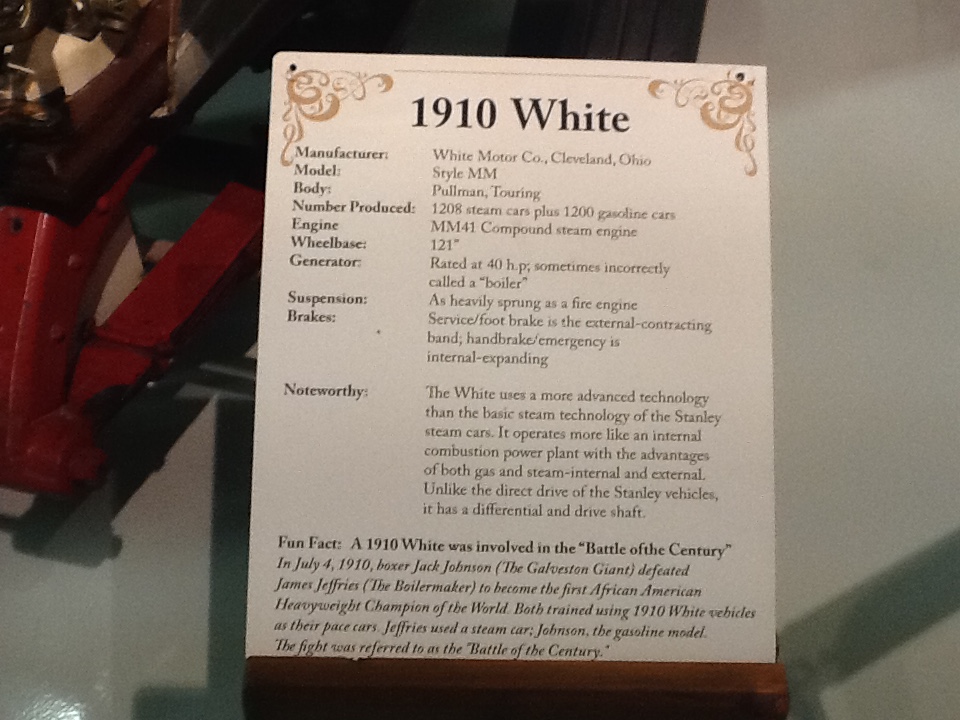 1910 White
Manufacturer: White Motor Co., Cleveland, Ohio
Model: Style MM
Body: Pullman, Touring
Number Produced: 1208 steam cars plus 1200 gasoline cars
Engine MM41 Compound steam engine
Wheelbase: 121"
Generator: Rated at 40 h.p; sometimes incorrectly
called a "boiler"
Suspension: As heavily sprung as a fire engine
Brakes: Service/foot brake is the external-contracting
band; handbrake/emergency is
internal-expanding
Noteworthy: The White uses a more advanced technology
than the basic steam technology of the Stanley
steam cars. It operates more like an internal
combustion power plant with the advantages
of both gas and steam-internal and external.
Unlike the direct drive of the Stanley vehicles,
it has a differential and drive shaft.
Fun Fact: A 1910 White was involved in the "Battle ofthe Century"
In July 4, 1910, boxer Jack Johnson (The Galveston Giant) defeated
James Jeffries (The Boilermaker) to become the first African American
Heavyweight Champion of the World. Both trained using 1910 White vehicles
as their pace cars. Jeffries used a steam car; Johnson, the gasoline model.
The fight was referred to as the "Battle of the Century."